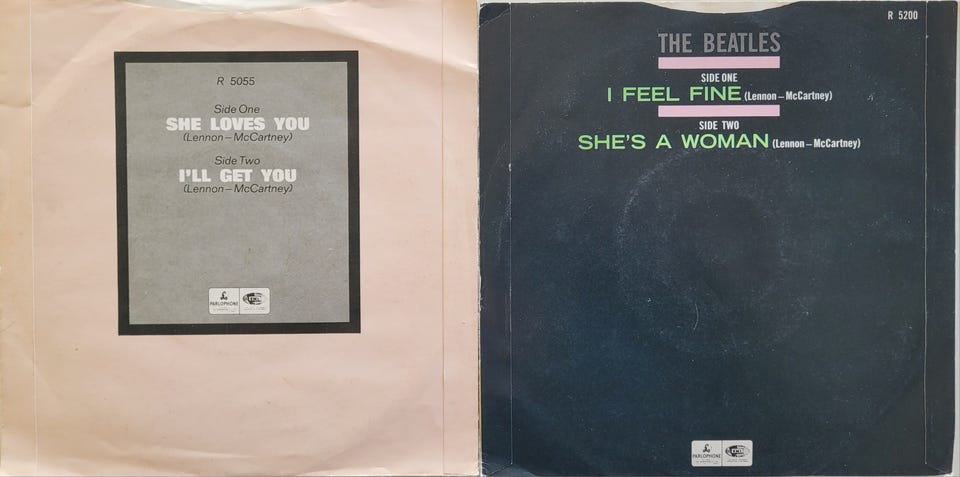 R 5055
Side One
SHE LOVES YOU
(Lennon–McCartney)
Side Two
I'LL GET YOU
(Lennon–McCartney)
PARLOPHONE
R 5200
THE BEATLES
SIDE ONE
I FEEL FINE (Lennon–McCartney)
SIDE TWO
SHE'S A WOMAN (Lennon–McCartney)
PARLOPHONE